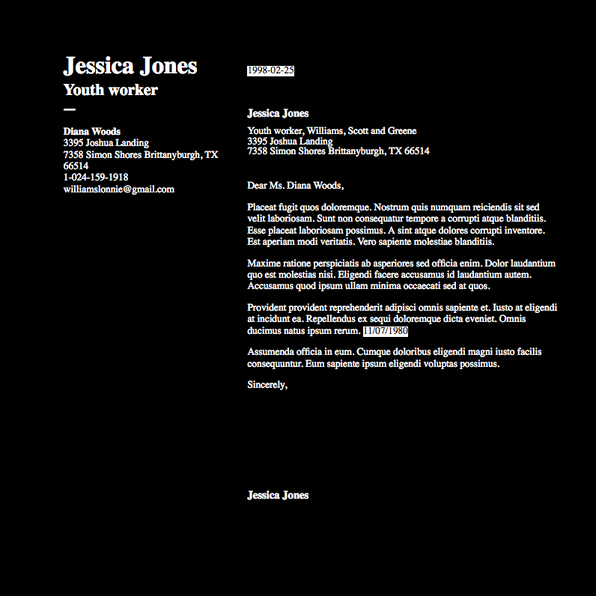 Jessica Jones
Youth worker
Diana Woods
3395 Joshua Landing
7358 Simon Shores Brittanyburgh, TX
66514
1-024-159-1918
williamslonnie@gmail.com
1998-02-25
Jessica Jones
Youth worker, Williams, Scott and Greene
3395 Joshua Landing
7358 Simon Shores Brittanyburgh, TX 66514
Dear Ms. Diana Woods,
Placeat fugit quos doloremque. Nostrum quis numquam reiciendis sit sed
velit laboriosam. Sunt non consequatur tempore a corrupti atque blanditiis.
Esse placeat laboriosam possimus. A sint atque dolores corrupti inventore.
Est aperiam modi veritatis. Vero sapiente molestiae blanditiis.
Maxime ratione perspiciatis ab asperiores sed officia enim. Dolor laudantium
quo est molestias nisi. Eligendi facere accusamus id laudantium autem.
Accusamus quod ipsum ullam minima occaecati sed at quos.
Provident provident reprehenderit adipisci omnis sapiente et. Iusto at eligendi
at incidunt ea. Repellendus ex sequi doloremque dicta eveniet. Omnis
ducimus natus ipsum rerum. 11/07/1980
Assumenda officia in eum. Cumque doloribus eligendi magni iusto facilis
consequuntur. Eum sapiente ipsum eligendi voluptas possimus.
Sincerely,
Jessica Jones